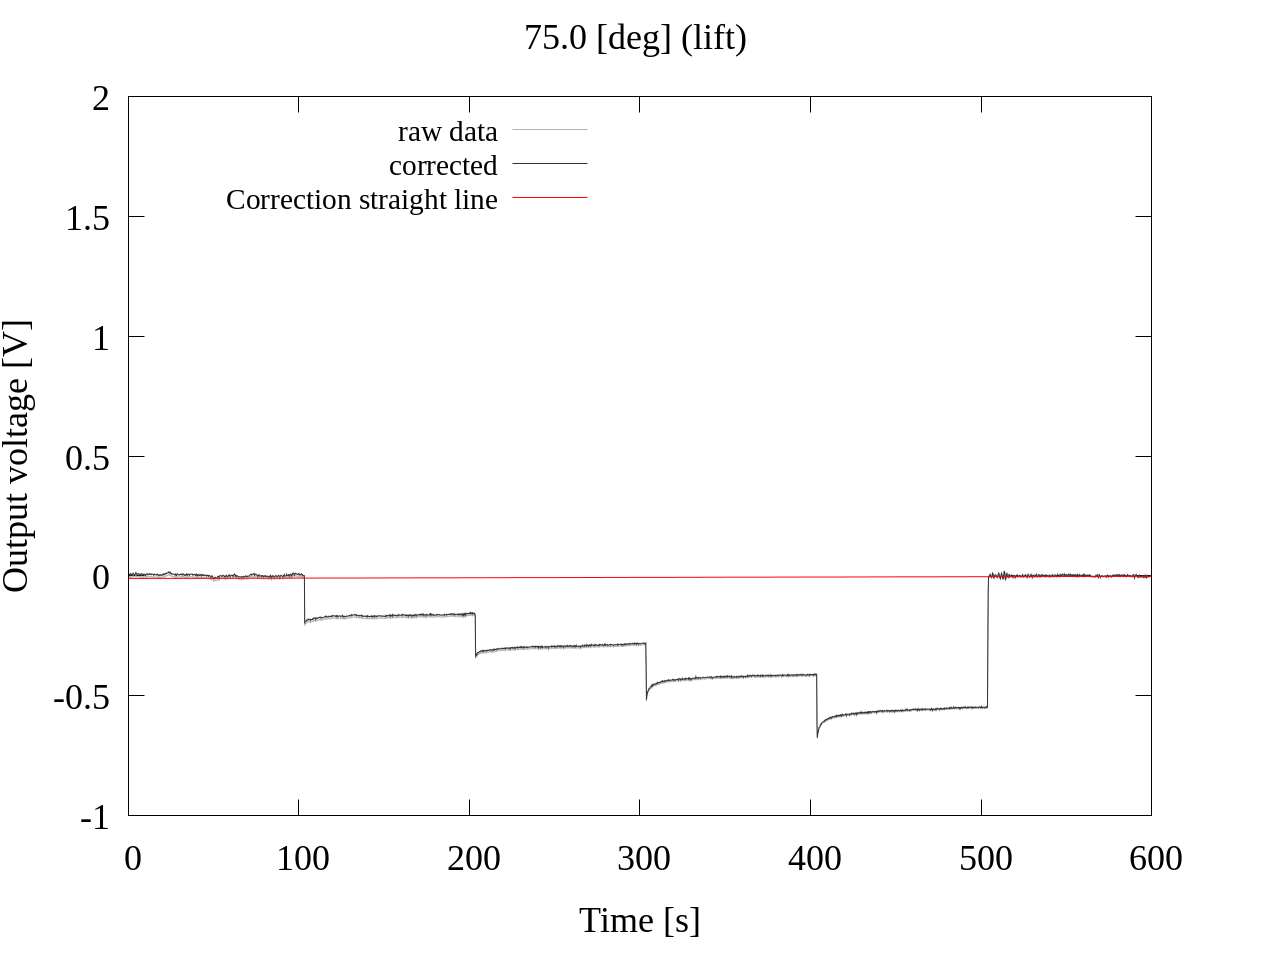 75.0 [deg] (lift)
raw data
corrected
Correction straight line
Output voltage [V]
2
1.5
1
0.5
0
-0.5
-1
0 100 200 300 400 500 600
Time [s]